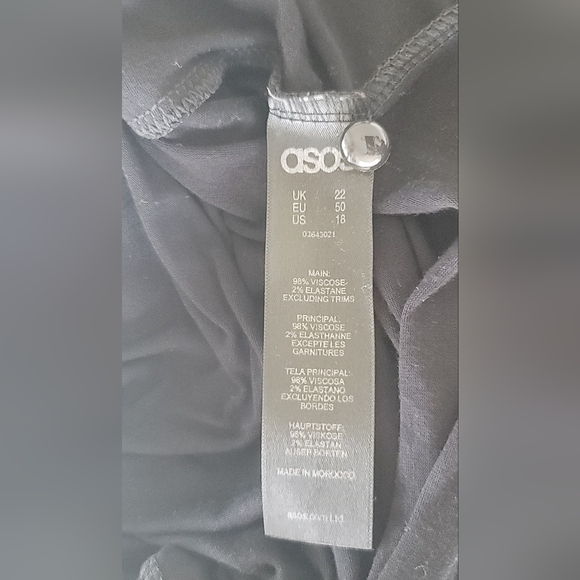 asos
UK 22
EU 50
US 18
03643021
MAIN:
98% VISCOSE
2% ELASTANE
EXCLUDING TRIMS
PRINCIPAL:
98% VISCOSE
2% ELASTHANNE
EXCEPTE LES
GARNITURES
TELA PRINCIPAL:
98% VISCOSA
2% ELASTANO
EXCLUYENDO LOS
BORDES
HAUPTSTOFF:
98% VISKOSE
2% ELASTAN
AUßER BORTEN
MADE IN MOROCCO